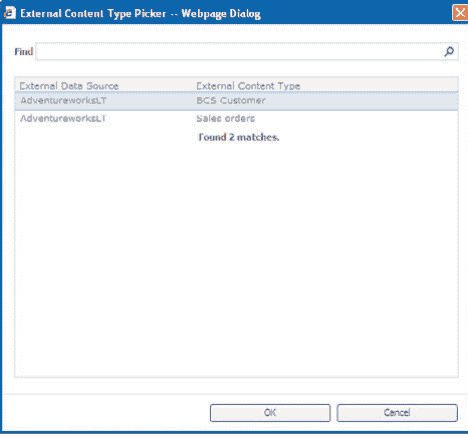 External Content Type Picker -- Webpage Dialog
Find
External Data Source External Content Type
AdventureworksLT BCS Customer
AdventureworksLT Sales orders
Found 2 matches.
OK Cancel